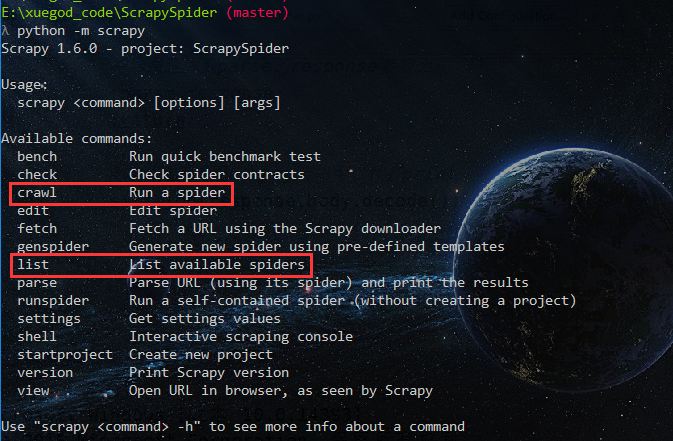 E:\xuegod_code\ScrapySpider (master)
λ python -m scrapy
Scrapy 1.6.0 - project: ScrapySpider
Usage:
scrapy <command> [options] [args]
Available commands:
bench Run quick benchmark test
check Check spider contracts
crawl Run a spider
edit Edit spider
fetch Fetch a URL using the Scrapy downloader
genspider Generate new spider using pre-defined templates
list List available spiders
parse Parse URL (using its spider) and print the results
runspider Run a self-contained spider (without creating a project)
settings Get settings values
shell Interactive scraping console
startproject Create new project
version Print Scrapy version
view Open URL in browser, as seen by Scrapy
Use "scrapy <command> -h" to see more info about a command